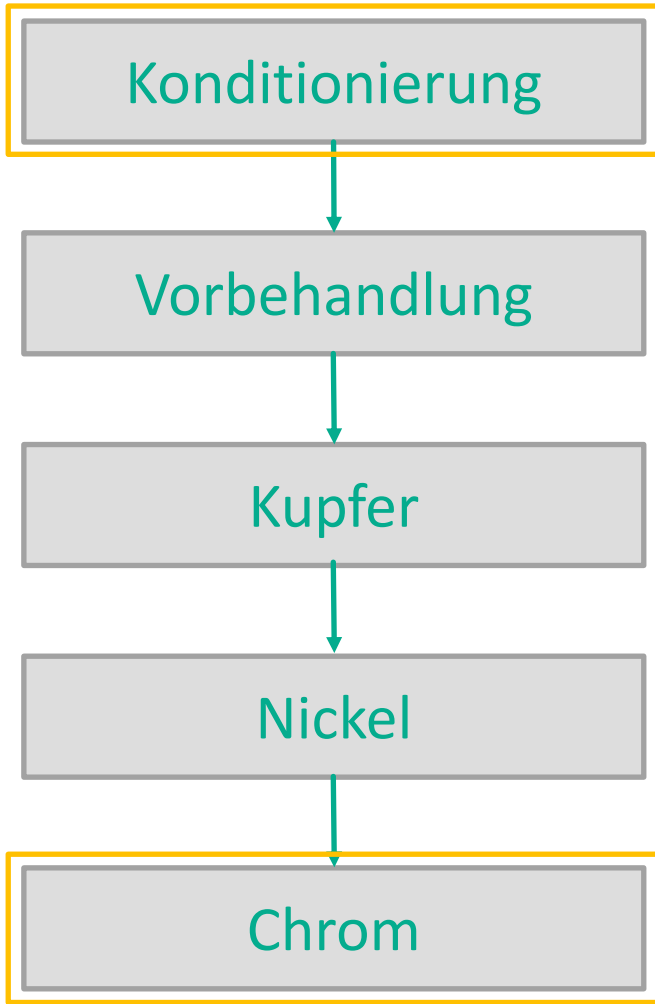 Konditionierung
Vorbehandlung
Kupfer
Nickel
Chrom